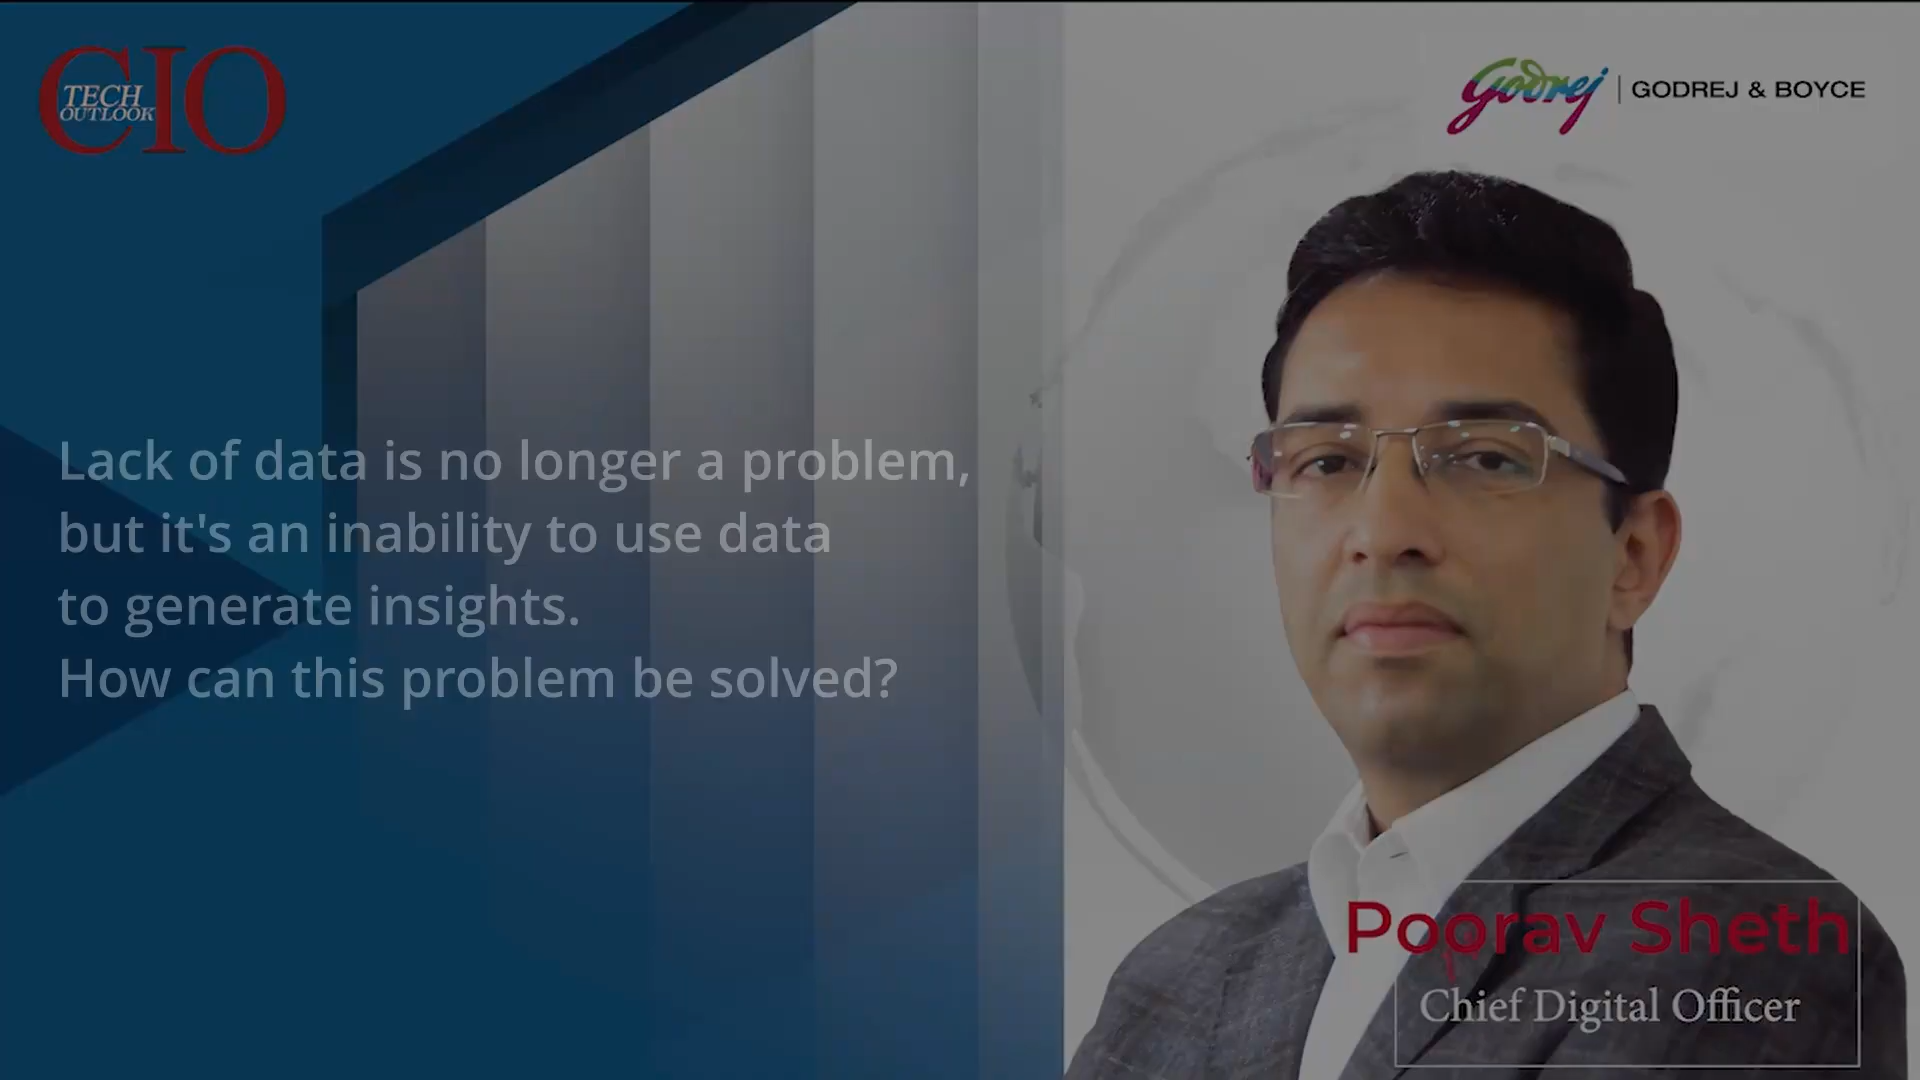 CIO
TECH
OUTLOOK
Godrej | GODREJ & BOYCE
Lack of data is no longer a problem,
but it's an inability to use data
to generate insights.
How can this problem be solved?
Poorav Sheth
Chief Digital Officer